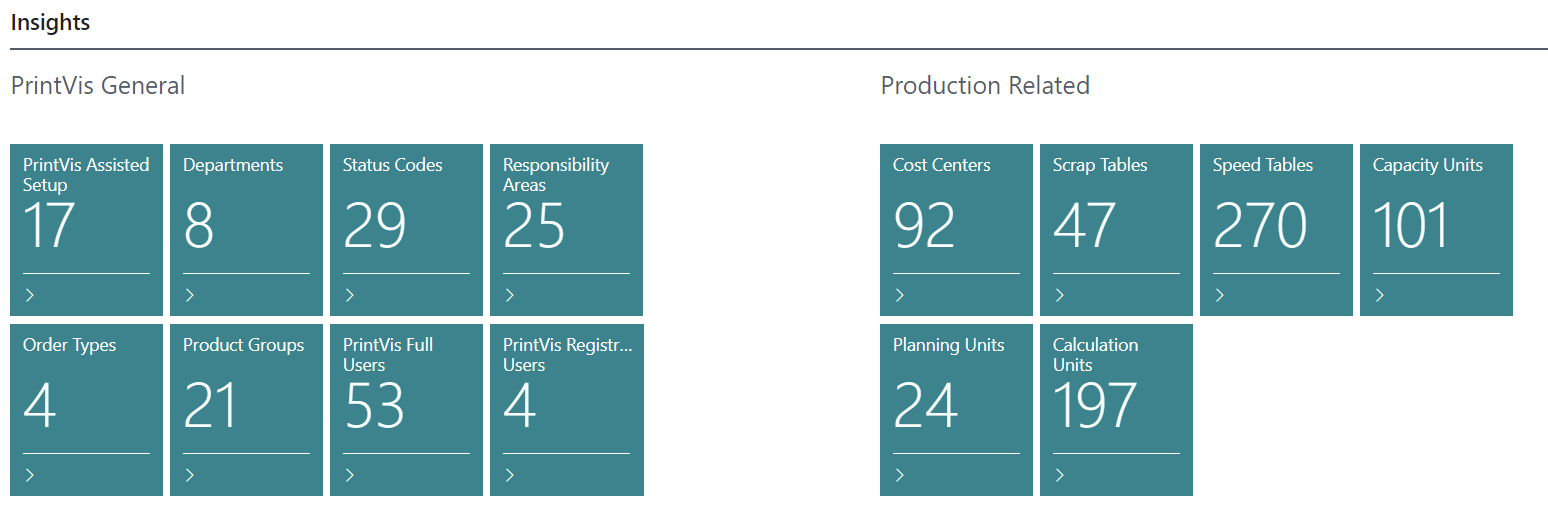 Insights
PrintVis General
PrintVis Assisted
Setup
17
Departments
8
Status Codes
29
Responsibility
Areas
25
Order Types
4
Product Groups
21
PrintVis Full
Users
53
PrintVis Registr...
Users
4
Production Related
Cost Centers
92
Scrap Tables
47
Speed Tables
270
Capacity Units
101
Planning Units
24
Calculation
Units
197